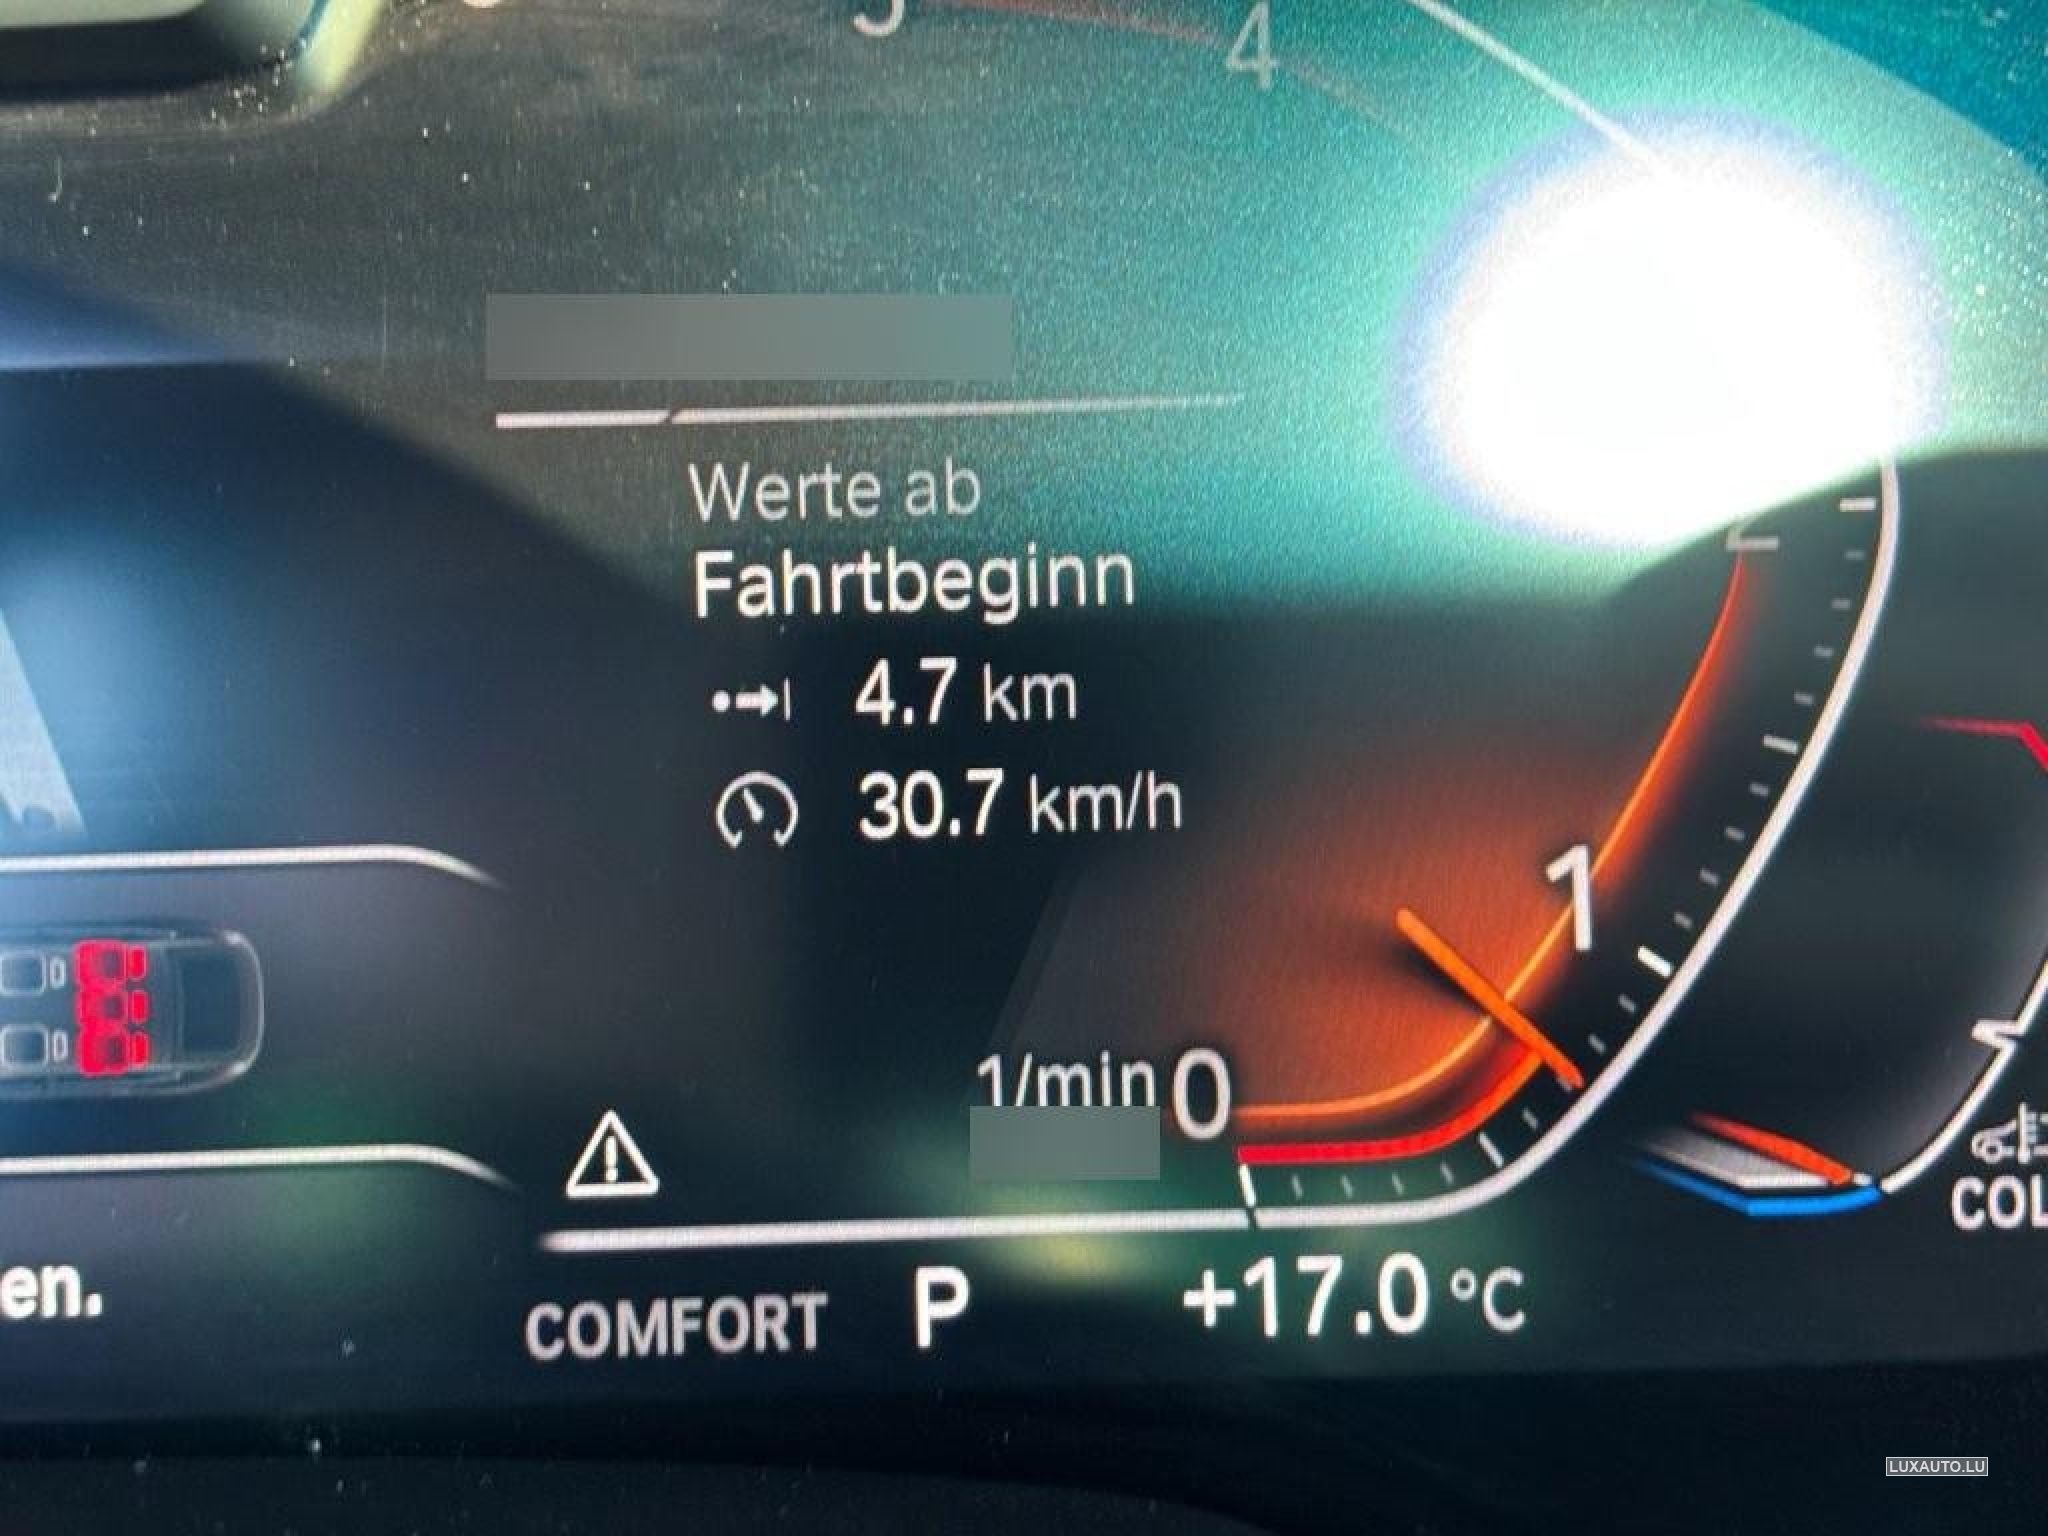 4
Werte ab
Fahrtbeginn
4.7 km
30.7 km/h
1
1/min 0
COL
en.
COMFORT P +17.0 °C
LUXAUTO.LU